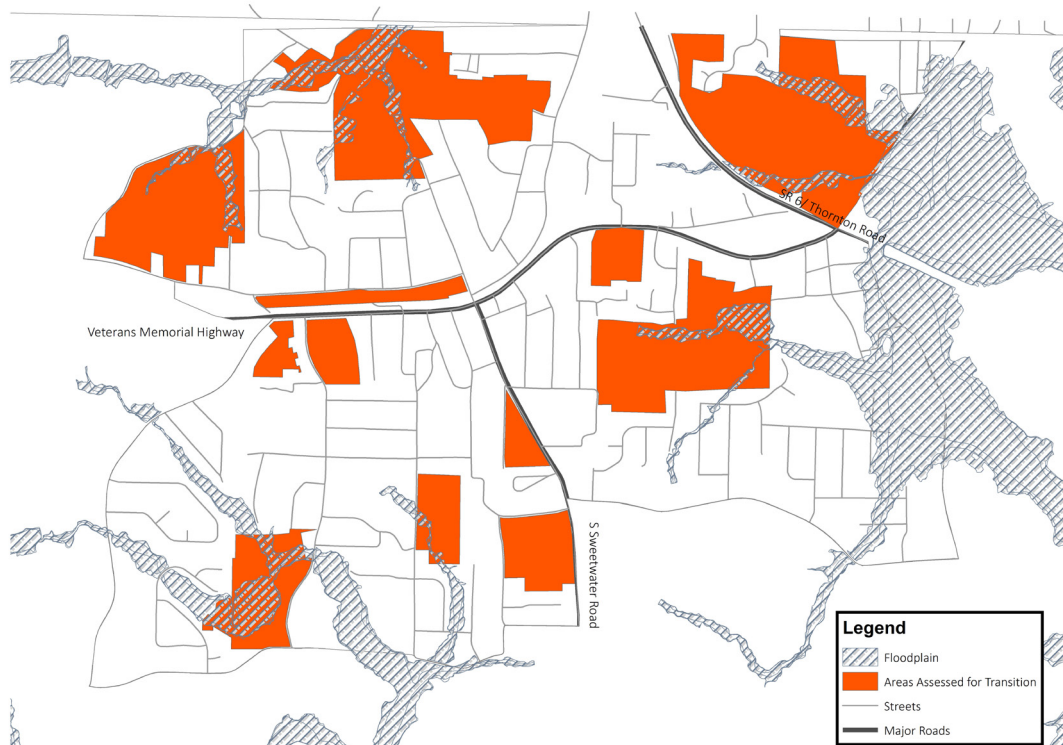 SR 6/ Thornton Road
Veterans Memorial Highway
S Sweetwater Road
Legend
Floodplain
Areas Assessed for Transition
Streets
Major Roads